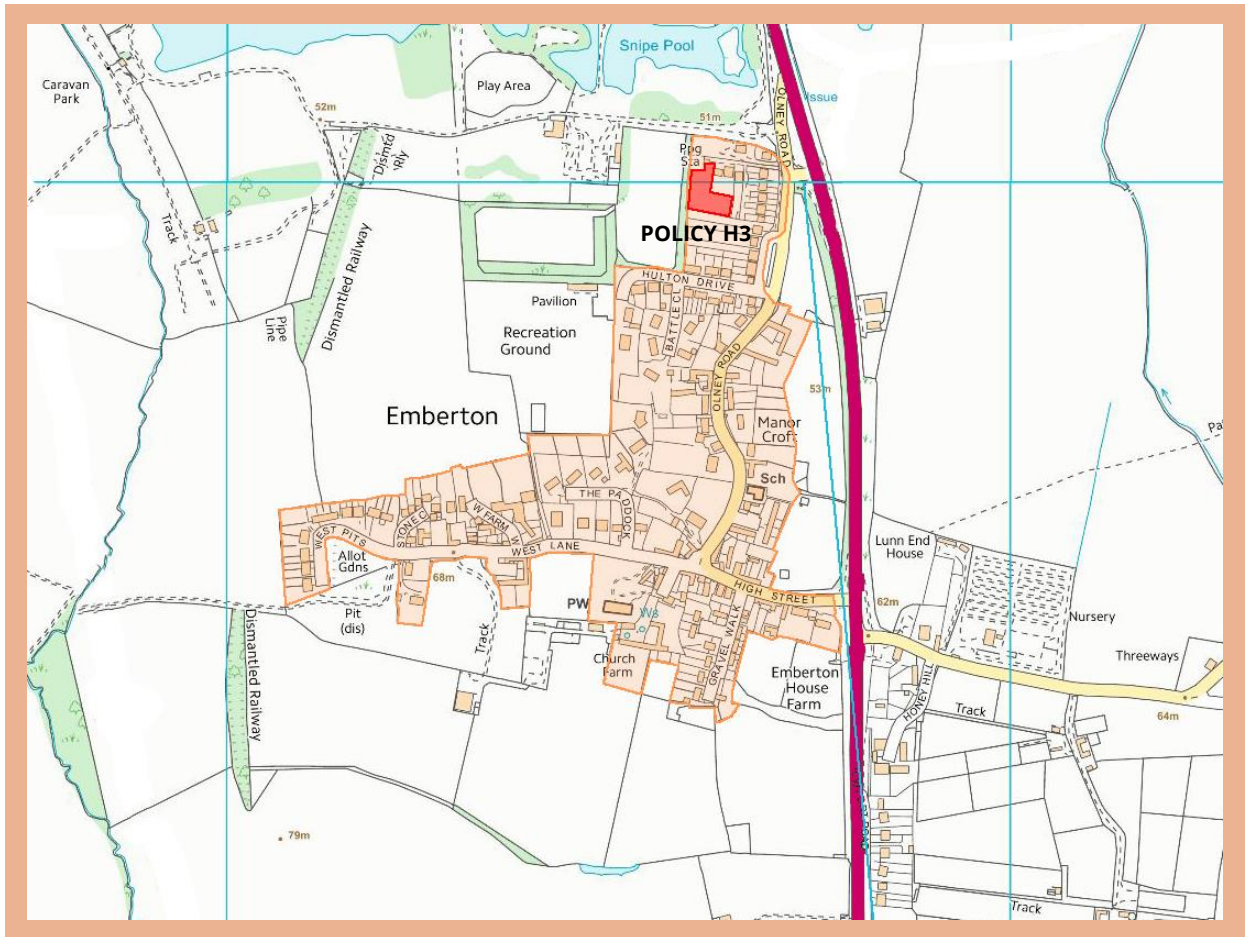 Snipe Pool
Caravan
Park
Play Area
Issue
OLNEY ROAD
52m
51m
Dismtd
Rly
Ppg
Sta
Track
POLICY H3
Dismantled Railway
HULTON DRIVE
Pipe
Line
Pavilion
BATTLE C
Recreation
Ground
OLNEY ROAD
53m
Emberton
Manor
Croft
Sch
THE PADDOCK
WEST PITS
STONE C
W FARM W
WEST LANE
Allot
Gdns
Lunn End
House
68m
HIGH STREET
62m
PW
Ws
Pit
(dis)
Nursery
Dismantled Railway
Track
GRAVEL WALK
Church
Farm
Emberton
House
Farm
Threeways
HONEY HILL
Track
64m
79m
Track